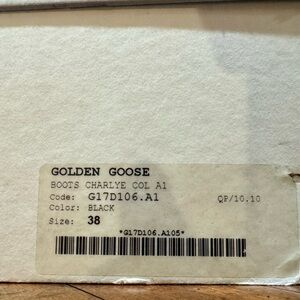 GOLDEN GOOSE
BOOTS CHARLYE COL A1
Code: G17D106.A1 QP/10.10
Color: BLACK
Size: 38
*G17D106.A105*